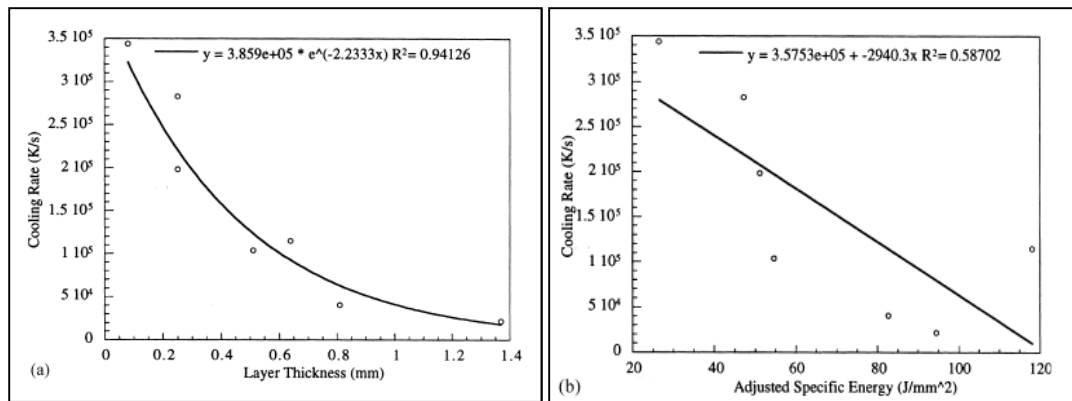 y = 3.859e+05 * e^(-2.2333x) R²= 0.94126
3.5 10⁵
3 10⁵
2.5 10⁵
2 10⁵
1.5 10⁵
1 10⁵
5 10⁴
0
Cooling Rate (K/s)
0 0.2 0.4 0.6 0.8 1 1.2 1.4
(a)
Layer Thickness (mm)
y = 3.5753e+05 + -2940.3x R²= 0.58702
3.5 10⁵
3 10⁵
2.5 10⁵
2 10⁵
1.5 10⁵
1 10⁵
5 10⁴
0
Cooling Rate (K/s)
20 40 60 80 100 120
(b)
Adjusted Specific Energy (J/mm^2)